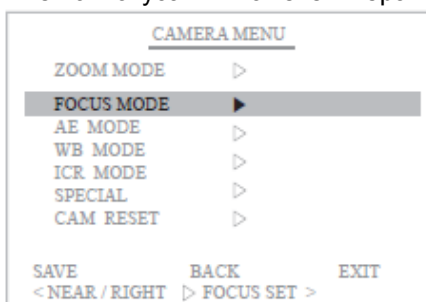 CAMERA MENU
ZOOM MODE ▷
FOCUS MODE ▶
AE MODE ▷
WB MODE ▷
ICR MODE ▷
SPECIAL ▷
CAM RESET ▷
SAVE BACK EXIT
< NEAR / RIGHT ▷ FOCUS SET >